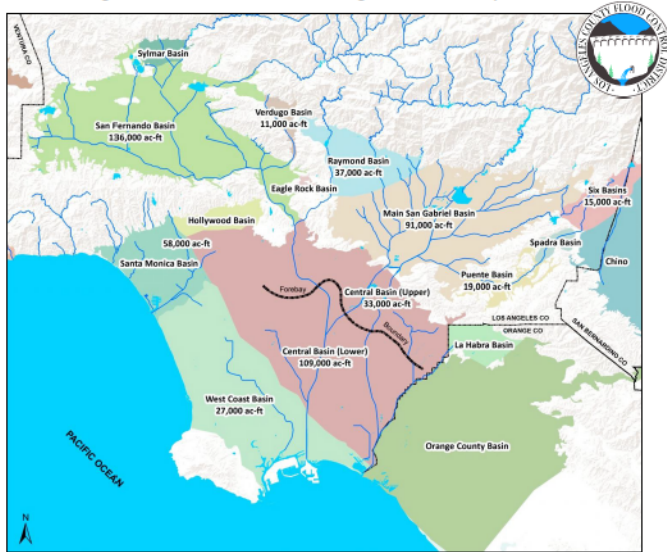 VENTURA CO
Sylmar Basin
LOS ANGELES COUNTY FLOOD CONTROL
DISTRICT
San Fernando Basin
136,000 ac-ft
Verdugo Basin
11,000 ac-ft
Raymond Basin
37,000 ac-ft
Eagle Rock Basin
Six Basins
15,000 ac-ft
Hollywood Basin
Main San Gabriel Basin
91,000 ac-ft
58,000 ac-ft
Spadra Basin
Santa Monica Basin
Chino
Puente Basin
19,000 ac-ft
Forebay
Boundary
Central Basin (Upper)
33,000 ac-ft
LOS ANGELES CO
ORANGE CO
SAN BERNARDINO CO
La Habra Basin
Central Basin (Lower)
109,000 ac-ft
West Coast Basin
27,000 ac-ft
PACIFIC OCEAN
Orange County Basin
N